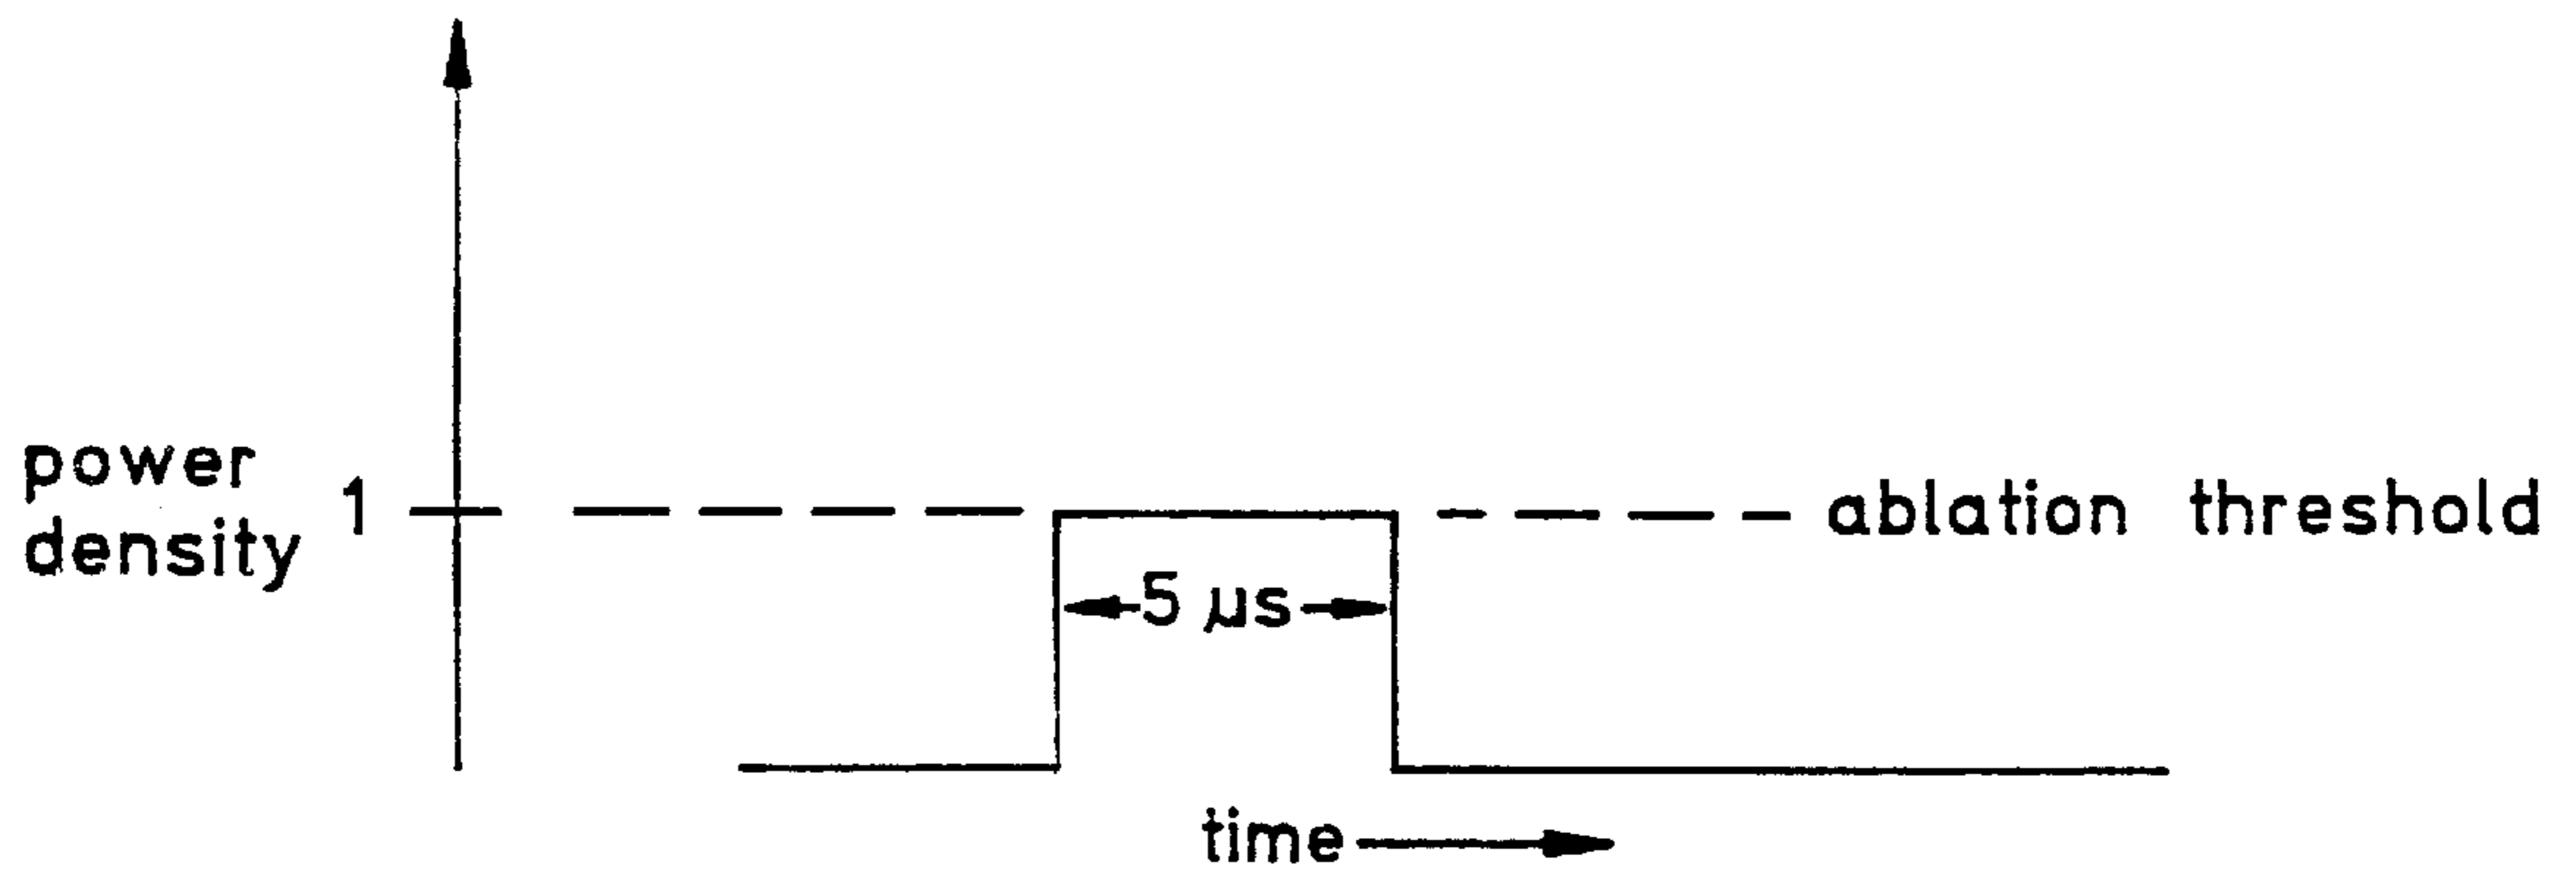 power
density
1
ablation threshold
5 µs
time